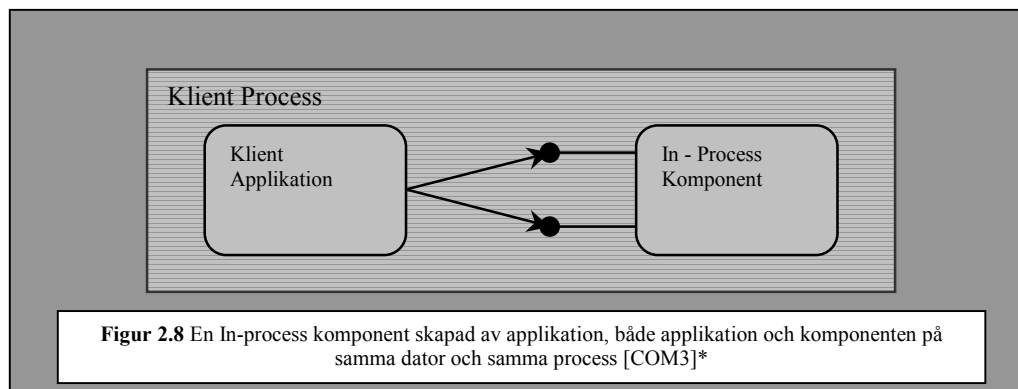 Klient Process
Klient
Applikation
In - Process
Komponent
Figur 2.8 En In-process komponent skapad av applikation, både applikation och komponenten på
samma dator och samma process [COM3]*